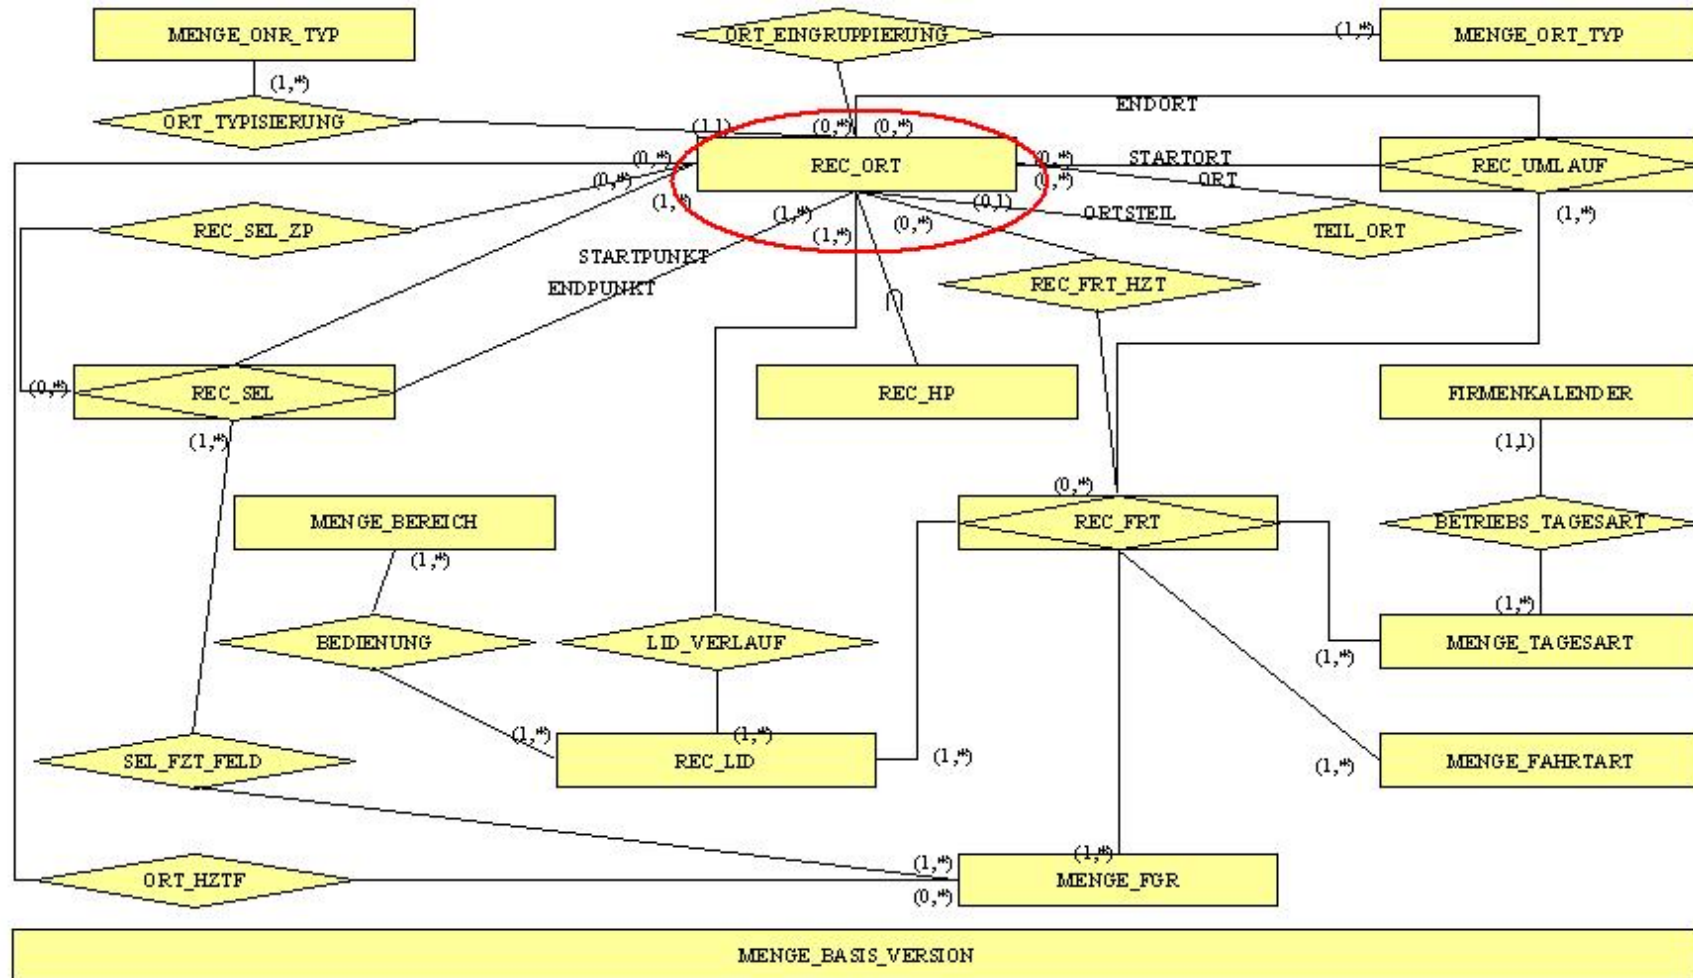 MENGE_ONR_TYP
ORT_EINGRUPPIERUNG
(1,*)
MENGE_ORT_TYP
(1,*)
ENDORT
ORT_TYPISIERUNG
(1,1)
(0,*)
(0,*)
(0,*)
REC_ORT
(0,*)
STARTORT
REC_UMLAUF
(0,*)
(0,*)
ORT
(1,*)
(1,*)
(0,1)
ORTSTEIL
(1,*)
REC_SEL_ZP
(1,*)
(0,*)
TEIL_ORT
STARTPUNKT
ENDPUNKT
REC_FRT_HZT
(0,*)
REC_SEL
REC_HP
FIRMENKALENDER
(1,*)
(1,1)
(0,*)
MENGE_BEREICH
REC_FRT
BETRIEBS_TAGESART
(1,*)
(1,*)
BEDIENUNG
LID_VERLAUF
MENGE_TAGESART
(1,*)
(1,*)
(1,*)
(1,*)
SEL_FZT_FELD
REC_LID
(1,*)
MENGE_FAHRTART
(1,*)
(1,*)
ORT_HZTF
(0,*)
MENGE_FGR
MENGE_BASIS_VERSION